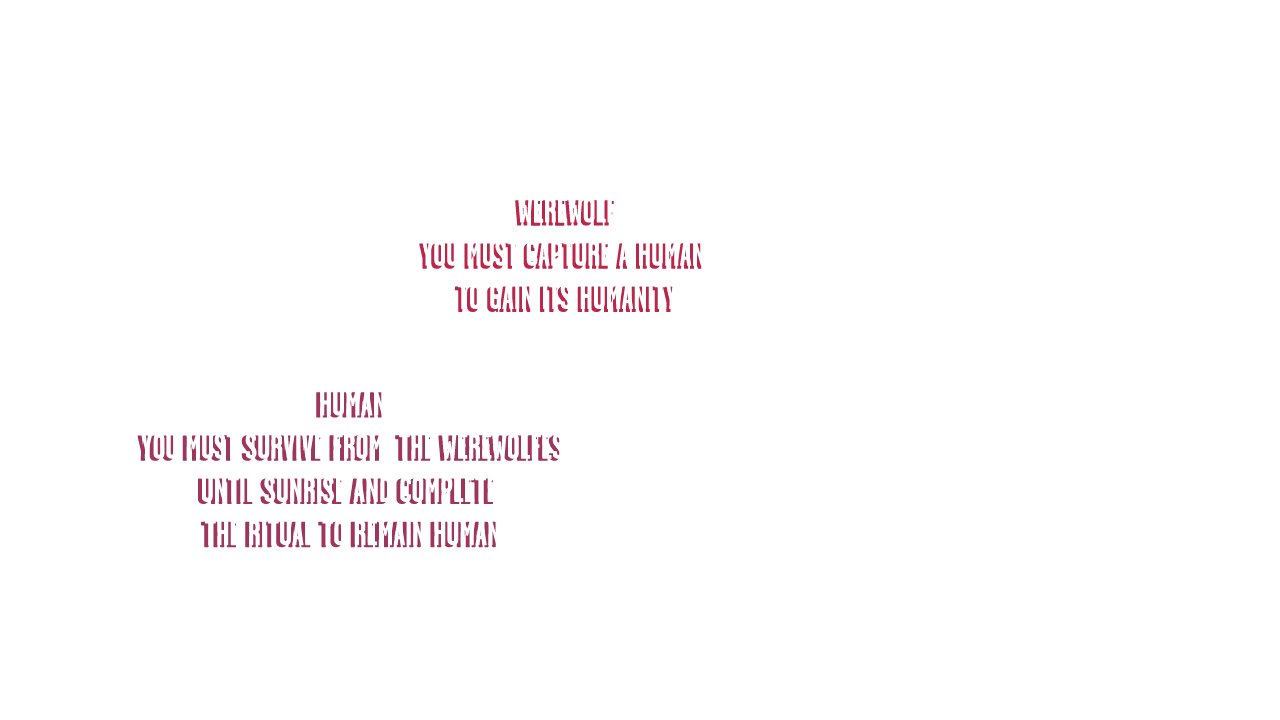 WEREWOLF
YOU MUST CAPTURE A HUMAN
TO GAIN ITS HUMANITY
HUMAN
YOU MUST SURVIVE FROM THE WEREWOLFES
UNTIL SUNRISE AND COMPLETE
THE RITUAL TO REMAIN HUMAN